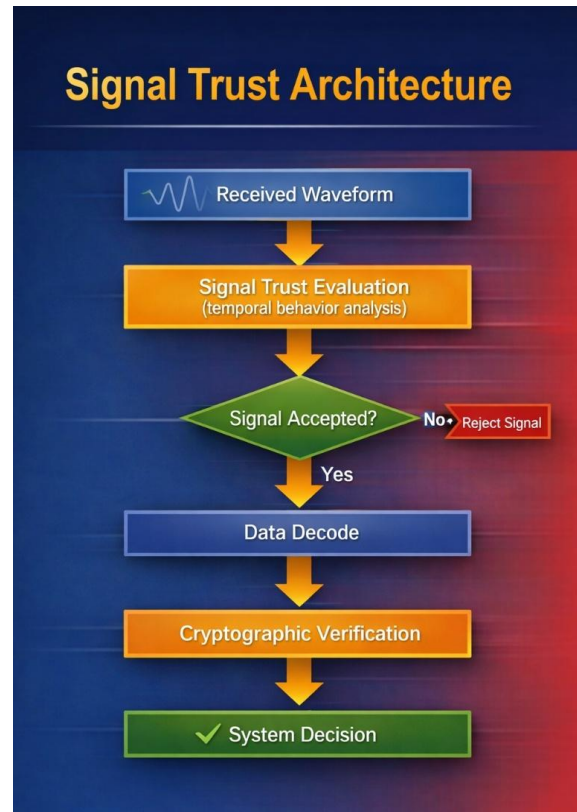 Signal Trust Architecture
Received Waveform
Signal Trust Evaluation
(temporal behavior analysis)
Signal Accepted?
No
Reject Signal
Yes
Data Decode
Cryptographic Verification
System Decision